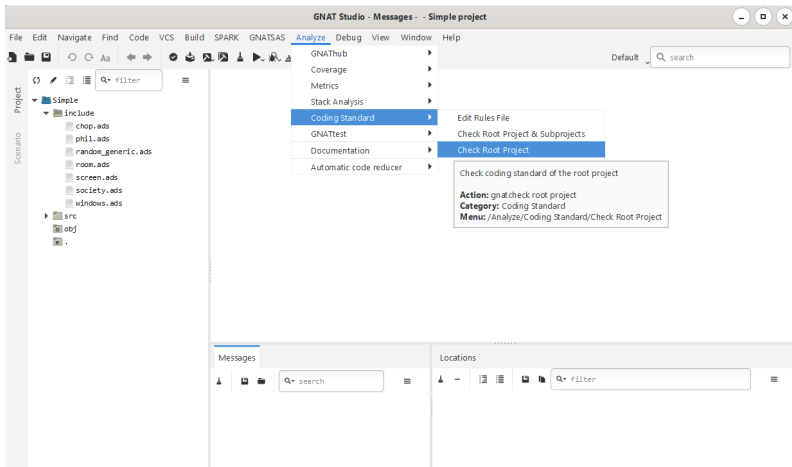 GNAT Studio - Messages - - Simple project
File Edit Navigate Find Code VCS Build SPARK GNATSAS Analyze Debug View Window Help
Aa
Default
search
filter
Project
Scenario
Simple
include
chop.ads
phil.ads
random_generic.ads
room.ads
screen.ads
society.ads
windows.ads
src
obj
.
GNAThub
Coverage
Metrics
Stack Analysis
Coding Standard
GNATtest
Documentation
Automatic code reducer
Edit Rules File
Check Root Project & Subprojects
Check Root Project
Check coding standard of the root project
Action: gnatcheck root project
Category: Coding Standard
Menu: /Analyze/Coding Standard/Check Root Project
Messages
search
Locations
filter